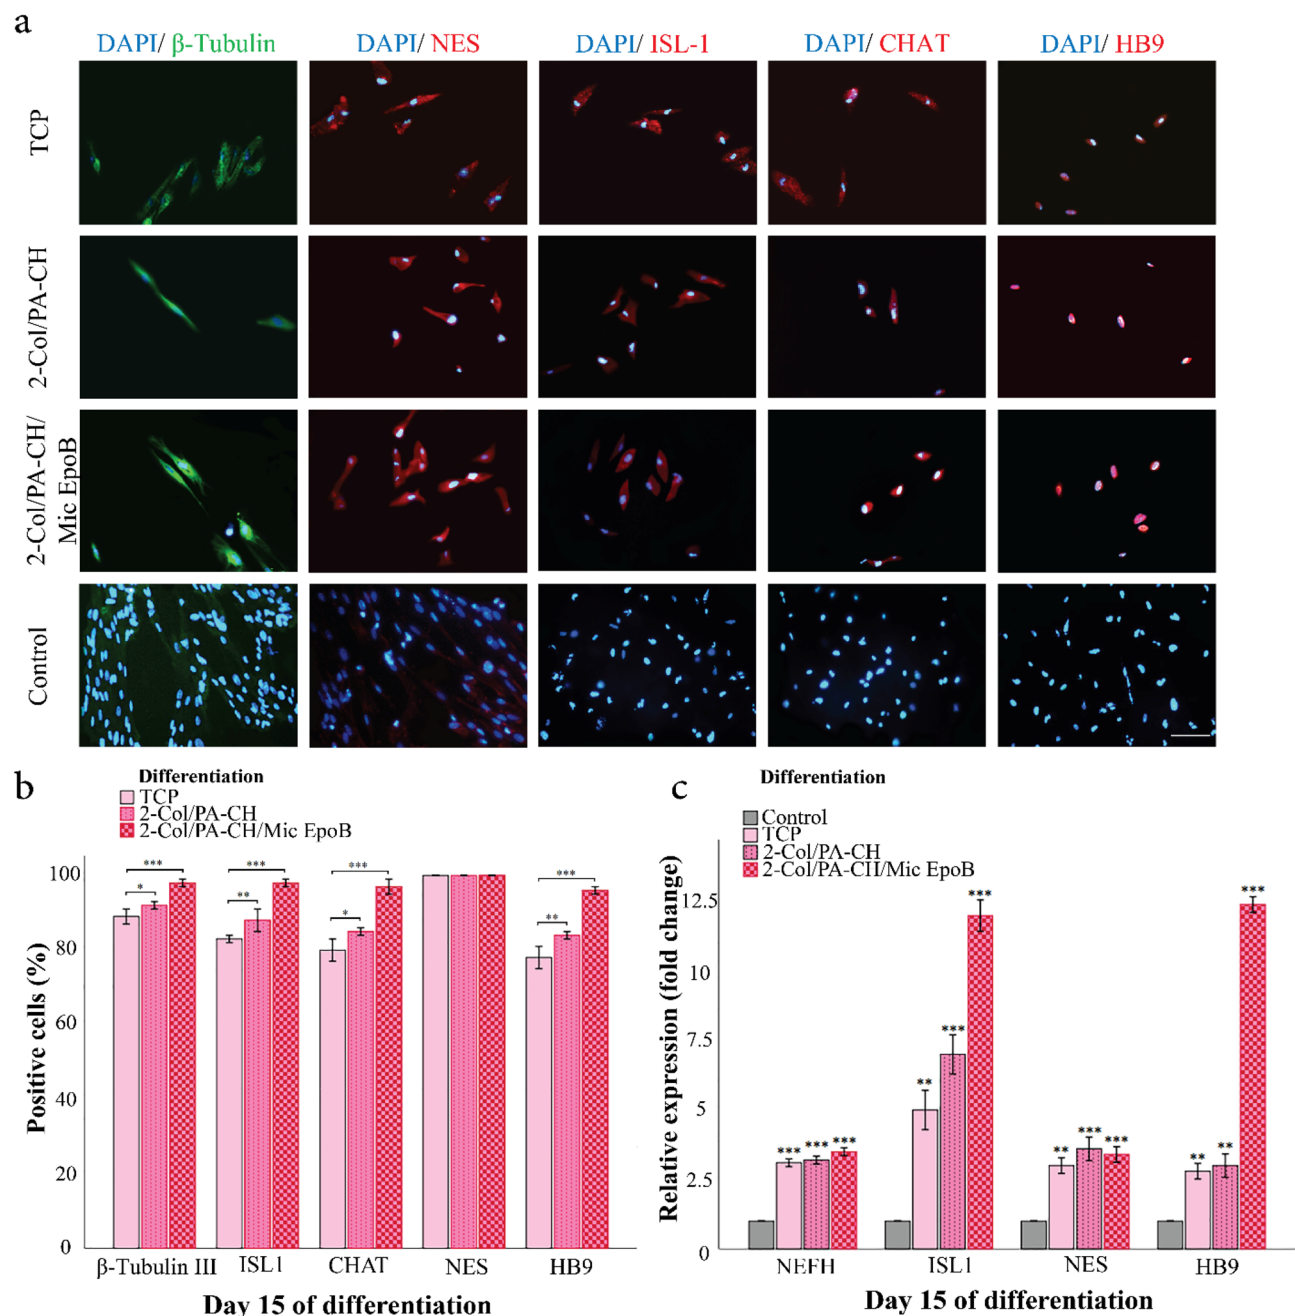 a
DAPI/ β-Tubulin
DAPI/ NES
DAPI/ ISL-1
DAPI/ CHAT
DAPI/ HB9
TCP
2-Col/PA-CH
2-Col/PA-CH/
Mic EpoB
Control
b
Differentiation
TCP
2-Col/PA-CH
2-Col/PA-CH/Mic EpoB
Positive cells (%)
100
80
60
40
20
0
***
*
***
**
***
*
***
**
β-Tubulin III
ISL1
CHAT
NES
HB9
Day 15 of differentiation
c
Differentiation
Control
TCP
2-Col/PA-CH
2-Col/PA-CH/Mic EpoB
Relative expression (fold change)
12.5
10
7.5
5
2.5
0
***
***
***
**
***
***
**
***
***
**
**
***
NEFH
ISL1
NES
HB9
Day 15 of differentiation